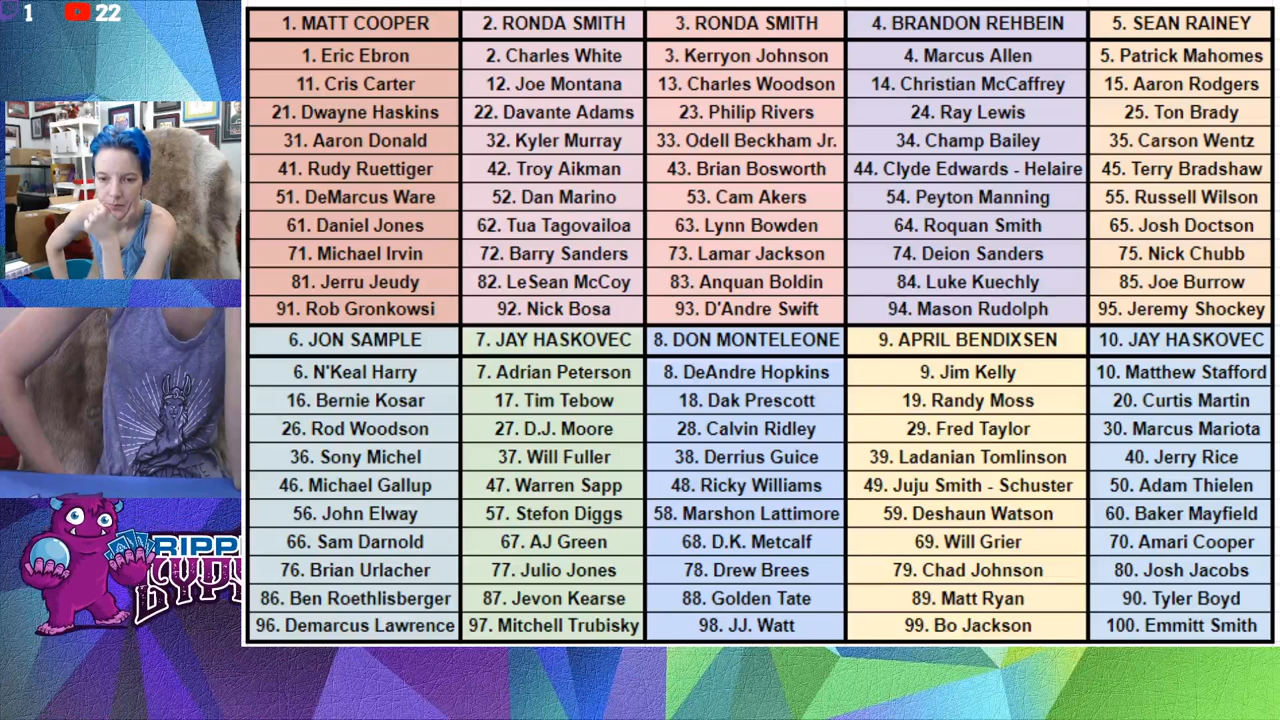 1
22
1. MATT COOPER
2. RONDA SMITH
3. RONDA SMITH
4. BRANDON REHBEIN
5. SEAN RAINEY
1. Eric Ebron
2. Charles White
3. Kerryon Johnson
4. Marcus Allen
5. Patrick Mahomes
11. Cris Carter
12. Joe Montana
13. Charles Woodson
14. Christian McCaffrey
15. Aaron Rodgers
21. Dwayne Haskins
22. Davante Adams
23. Philip Rivers
24. Ray Lewis
25. Ton Brady
31. Aaron Donald
32. Kyler Murray
33. Odell Beckham Jr.
34. Champ Bailey
35. Carson Wentz
41. Rudy Ruettiger
42. Troy Aikman
43. Brian Bosworth
44. Clyde Edwards - Helaire
45. Terry Bradshaw
51. DeMarcus Ware
52. Dan Marino
53. Cam Akers
54. Peyton Manning
55. Russell Wilson
61. Daniel Jones
62. Tua Tagovailoa
63. Lynn Bowden
64. Roquan Smith
65. Josh Doctson
71. Michael Irvin
72. Barry Sanders
73. Lamar Jackson
74. Deion Sanders
75. Nick Chubb
81. Jerru Jeudy
82. LeSean McCoy
83. Anquan Boldin
84. Luke Kuechly
85. Joe Burrow
91. Rob Gronkowsi
92. Nick Bosa
93. D'Andre Swift
94. Mason Rudolph
95. Jeremy Shockey
6. JON SAMPLE
7. JAY HASKOVEC
8. DON MONTELEONE
9. APRIL BENDIXSEN
10. JAY HASKOVEC
6. N'Keal Harry
7. Adrian Peterson
8. DeAndre Hopkins
9. Jim Kelly
10. Matthew Stafford
16. Bernie Kosar
17. Tim Tebow
18. Dak Prescott
19. Randy Moss
20. Curtis Martin
26. Rod Woodson
27. D.J. Moore
28. Calvin Ridley
29. Fred Taylor
30. Marcus Mariota
36. Sony Michel
37. Will Fuller
38. Derrius Guice
39. Ladanian Tomlinson
40. Jerry Rice
46. Michael Gallup
47. Warren Sapp
48. Ricky Williams
49. Juju Smith - Schuster
50. Adam Thielen
56. John Elway
57. Stefon Diggs
58. Marshon Lattimore
59. Deshaun Watson
60. Baker Mayfield
66. Sam Darnold
67. AJ Green
68. D.K. Metcalf
69. Will Grier
70. Amari Cooper
76. Brian Urlacher
77. Julio Jones
78. Drew Brees
79. Chad Johnson
80. Josh Jacobs
86. Ben Roethlisberger
87. Jevon Kearse
88. Golden Tate
89. Matt Ryan
90. Tyler Boyd
96. Demarcus Lawrence
97. Mitchell Trubisky
98. JJ. Watt
99. Bo Jackson
100. Emmitt Smith
RIPP